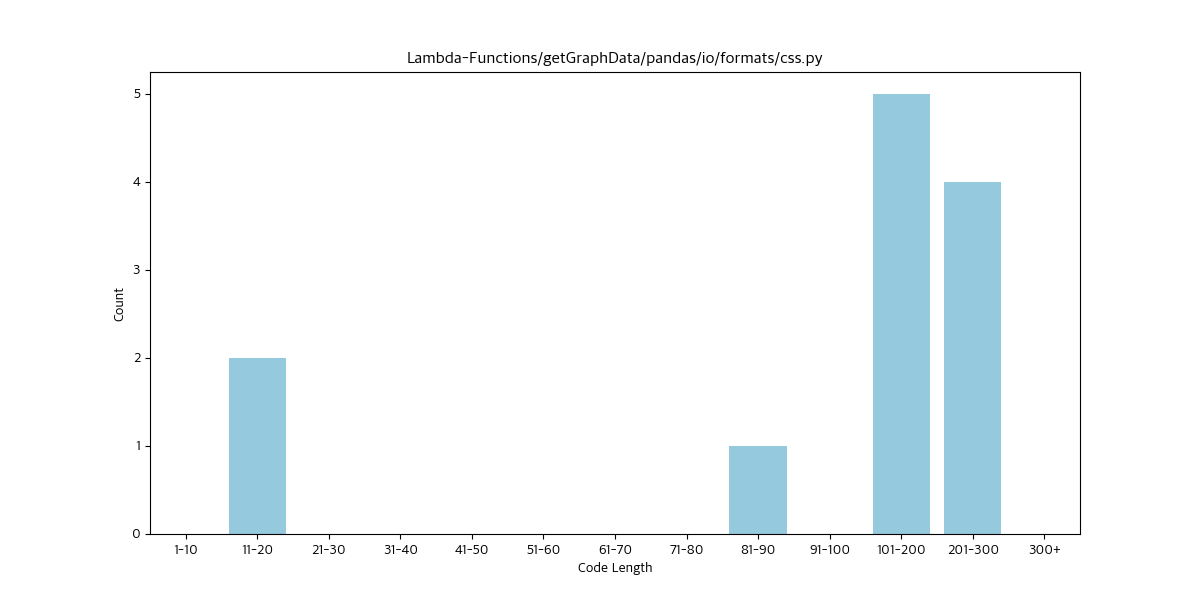 Lambda-Functions/getGraphData/pandas/io/formats/css.py
5
4
3
2
1
0
Count
1-10 11-20 21-30 31-40 41-50 51-60 61-70 71-80 81-90 91-100 101-200 201-300 300+
Code Length